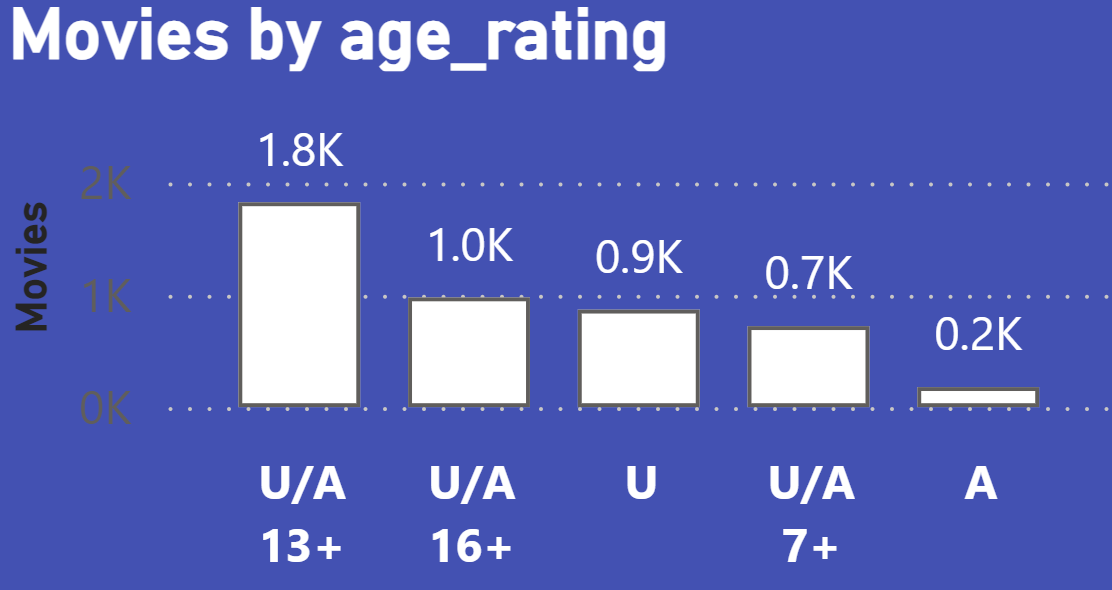 Movies by age_rating
Movies
2K
1K
0K
1.8K
1.0K
0.9K
0.7K
0.2K
U/A
13+
U/A
16+
U
U/A
7+
A